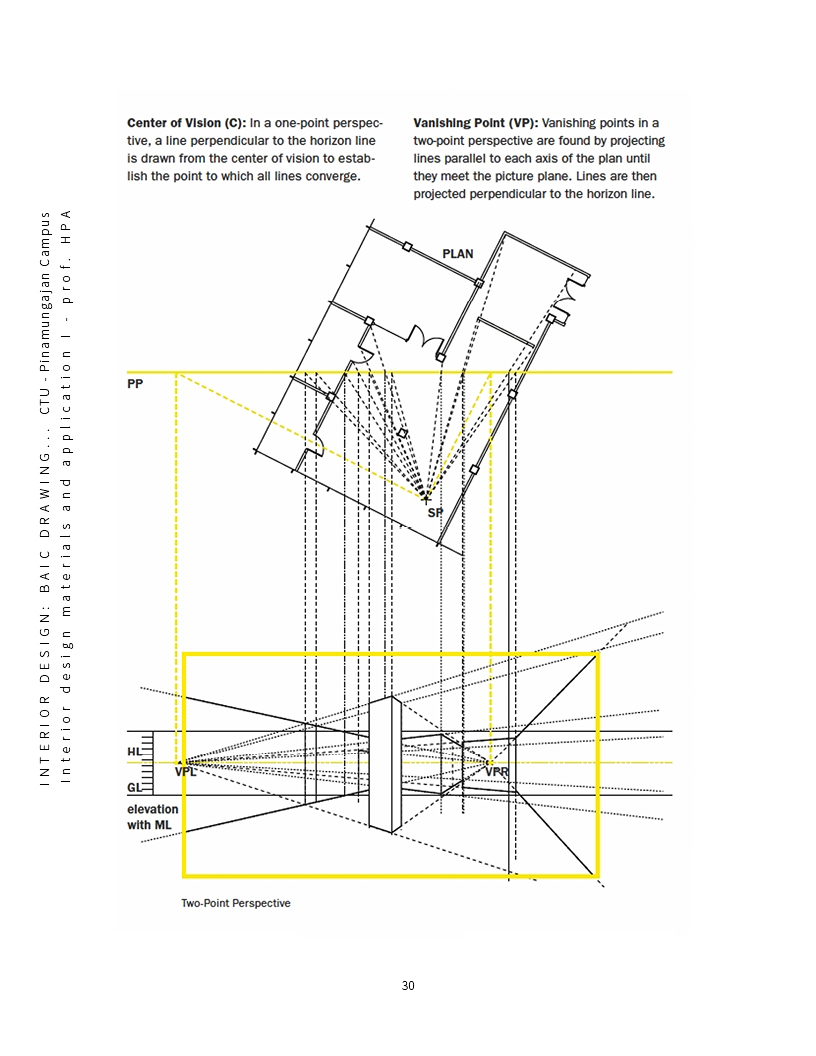 Center of Vision (C): In a one-point perspec-
tive, a line perpendicular to the horizon line
is drawn from the center of vision to estab-
lish the point to which all lines converge.
Vanishing Point (VP): Vanishing points in a
two-point perspective are found by projecting
lines parallel to each axis of the plan until
they meet the picture plane. Lines are then
projected perpendicular to the horizon line.
INTERIOR DESIGN: BAIC DRAWING... CTU - Pinamungajan Campus
Interior design materials and application I - prof. HPA
PLAN
PP
SP
HL
VPL
VPR
GL
elevation
with ML
Two-Point Perspective
30